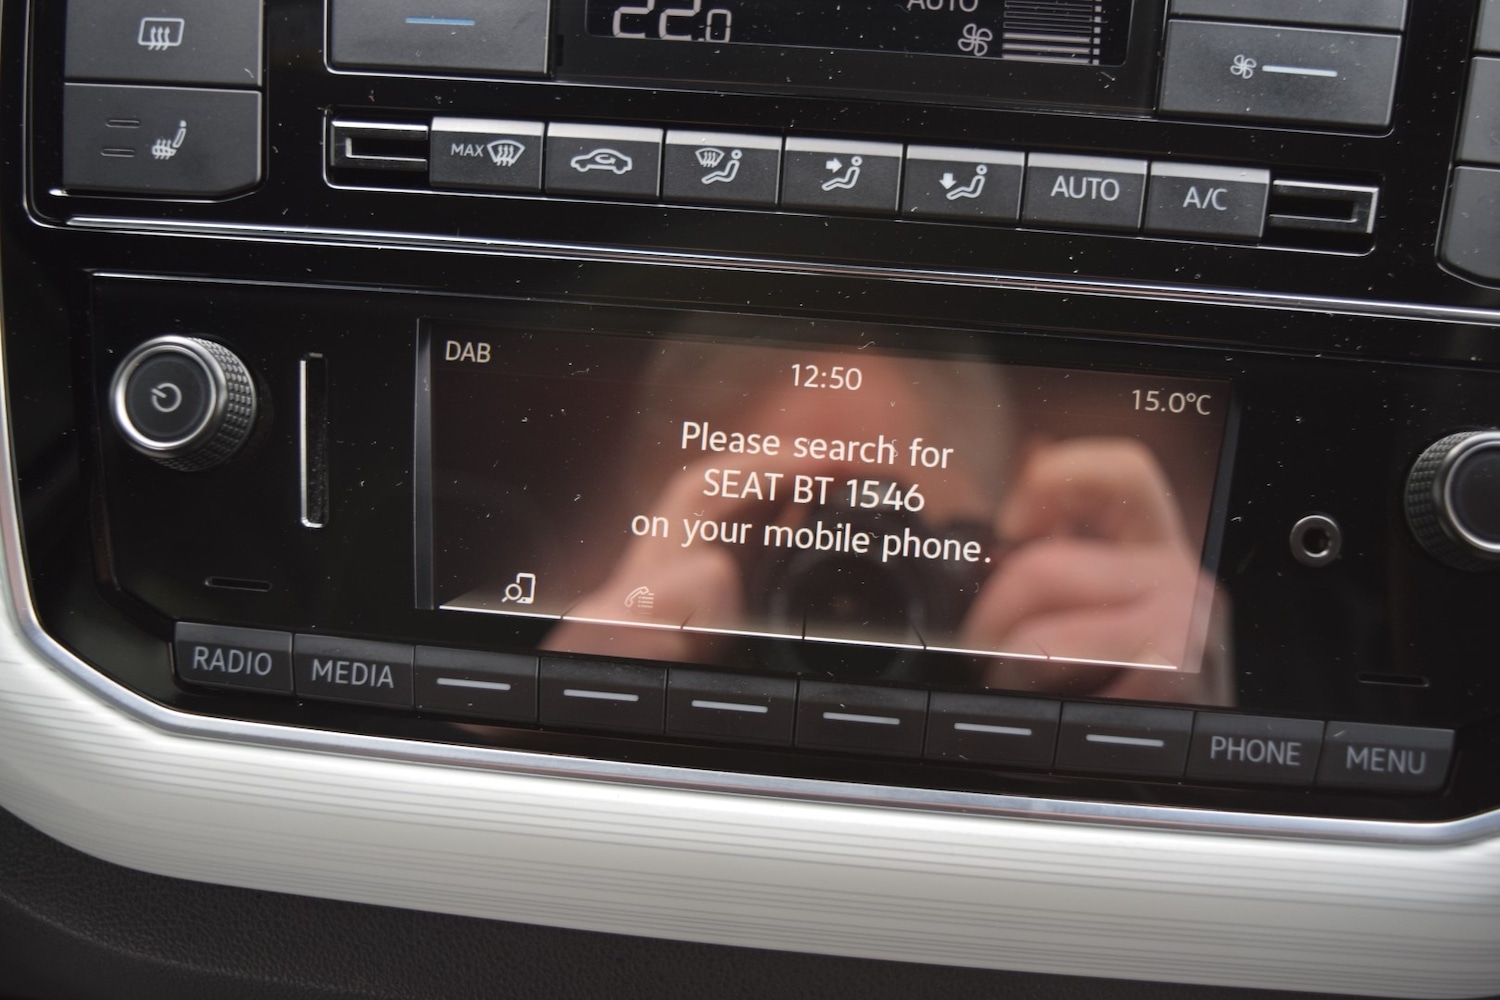 22.0
AUTO
MAX
AUTO
A/C
DAB
12:50
15.0°C
Please search for
SEAT BT 1546
on your mobile phone.
RADIO
MEDIA
PHONE
MENU